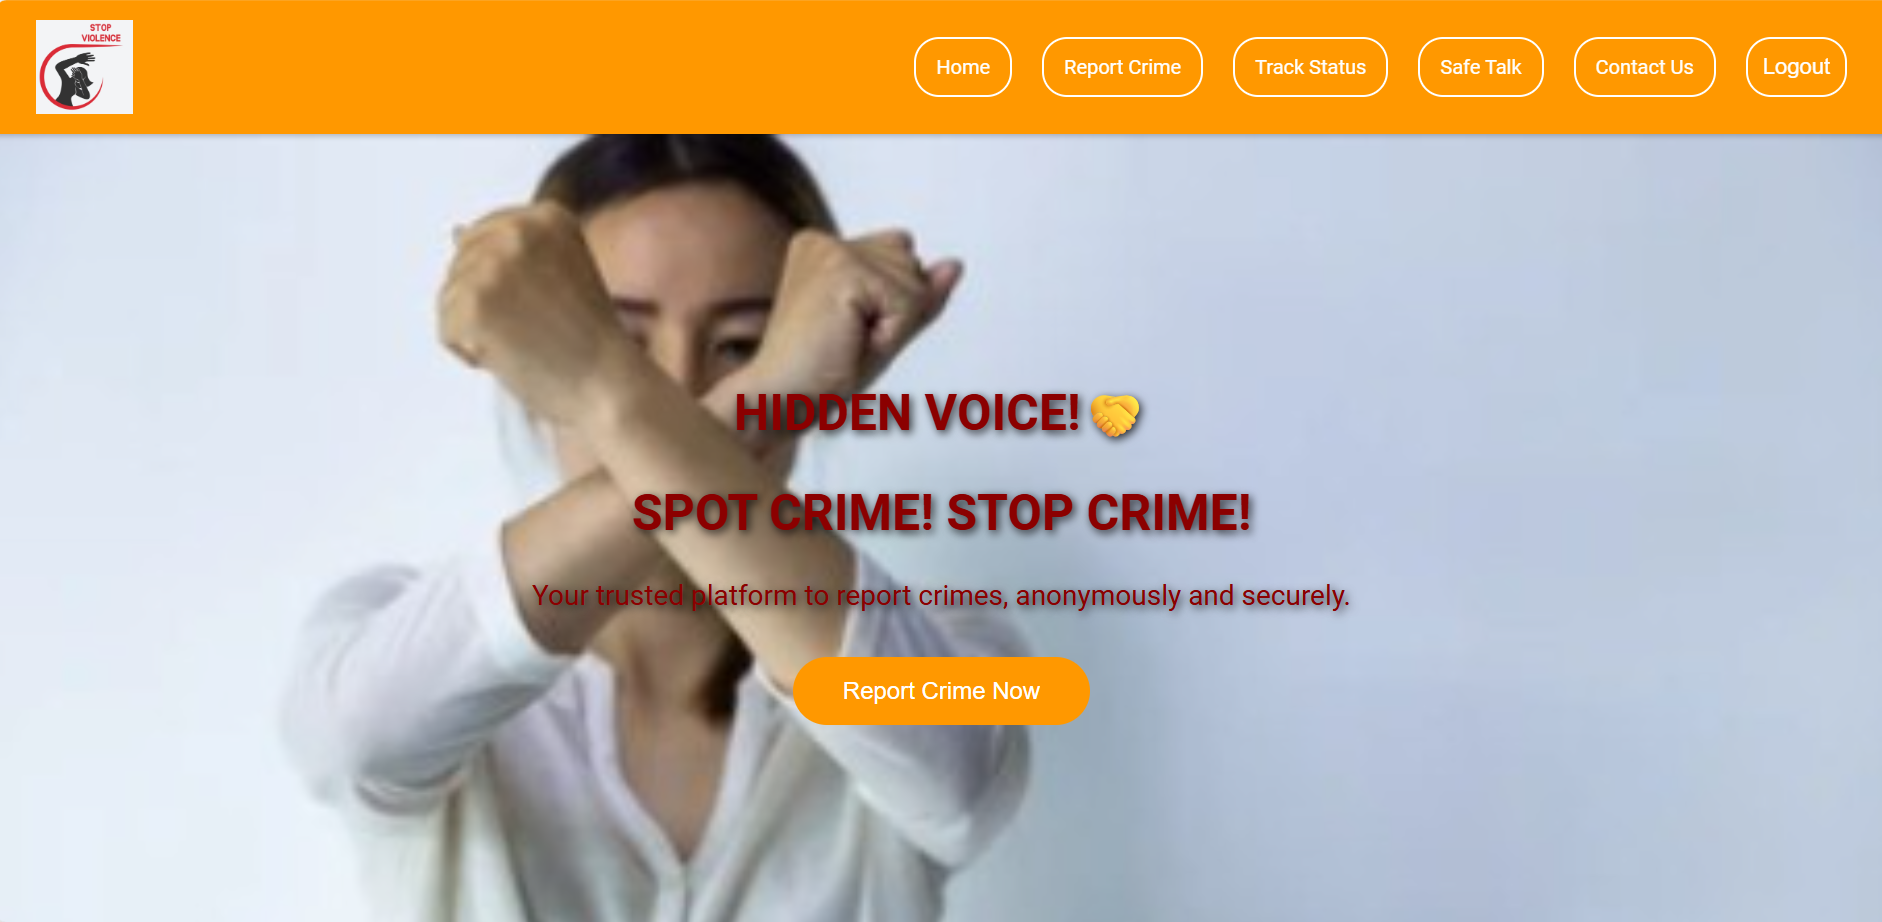 STOP
VIOLENCE
Home Report Crime Track Status Safe Talk Contact Us Logout
HIDDEN VOICE! 🤝
SPOT CRIME! STOP CRIME!
Your trusted platform to report crimes, anonymously and securely.
Report Crime Now